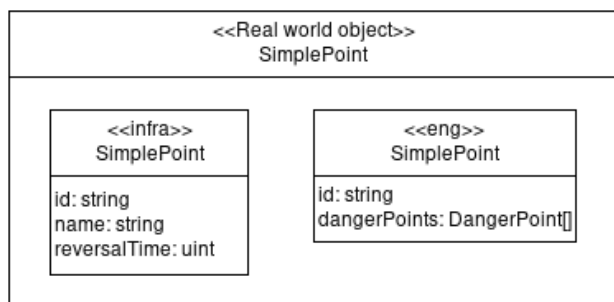 <<Real world object>>
SimplePoint
<<infra>>
SimplePoint
id: string
name: string
reversalTime: uint
<<eng>>
SimplePoint
id: string
dangerPoints: DangerPoint[]